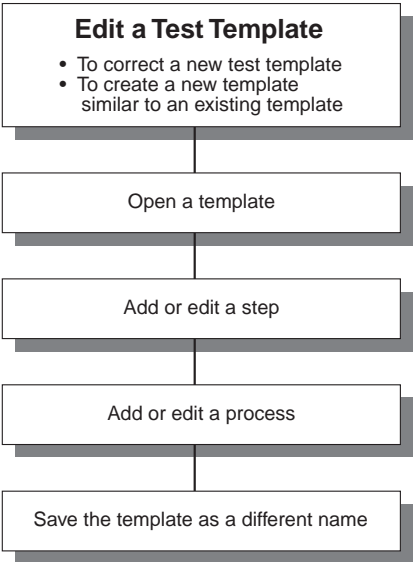 Edit a Test Template
• To correct a new test template
• To create a new template
similar to an existing template
Open a template
Add or edit a step
Add or edit a process
Save the template as a different name